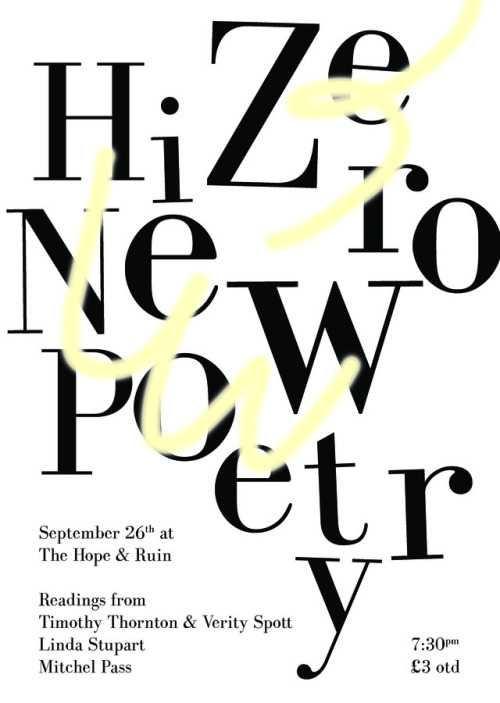 Hi Zero
New
Poetry
September 26th at
The Hope & Ruin
Readings from
Timothy Thornton & Verity Spott
Linda Stupart
Mitchel Pass
7:30pm
£3 otd